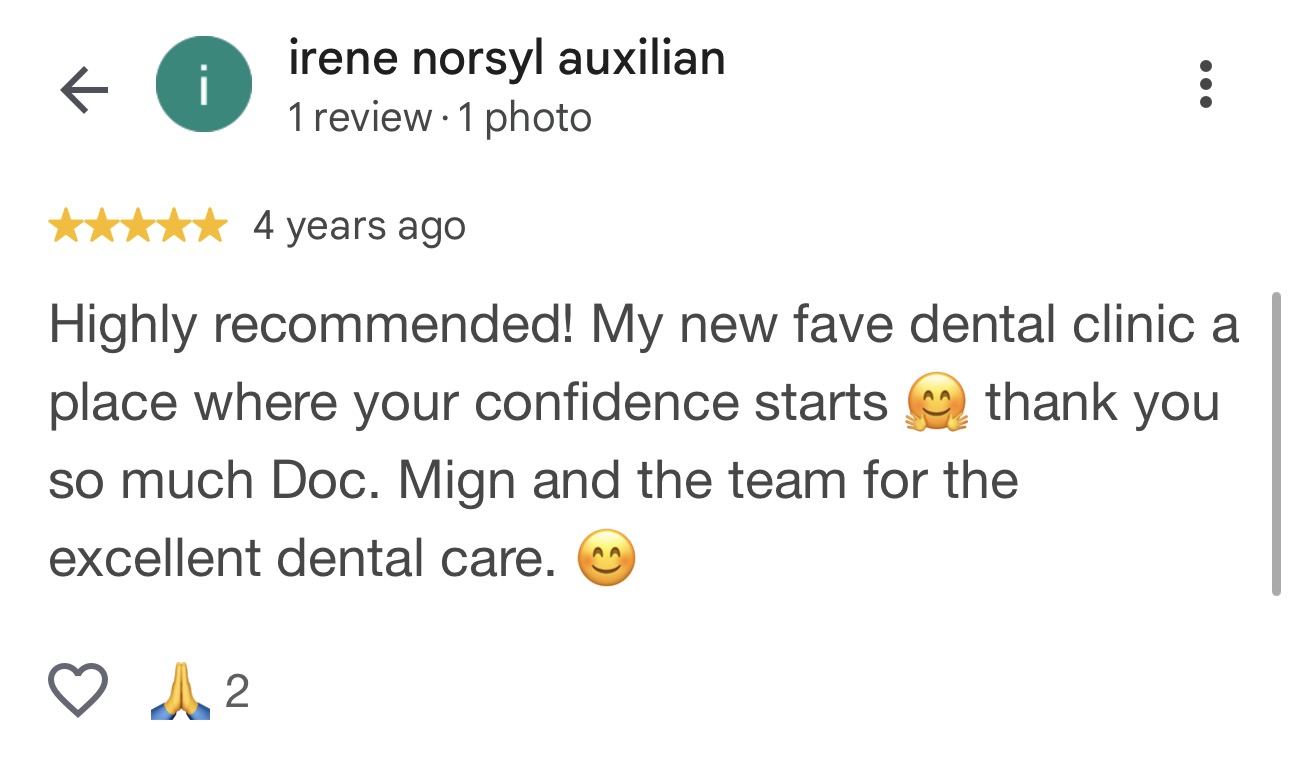 irene norsyl auxilian
i
1 review · 1 photo
4 years ago
Highly recommended! My new fave dental clinic a
place where your confidence starts 🤗 thank you
so much Doc. Mign and the team for the
excellent dental care. 😊
🙏 2